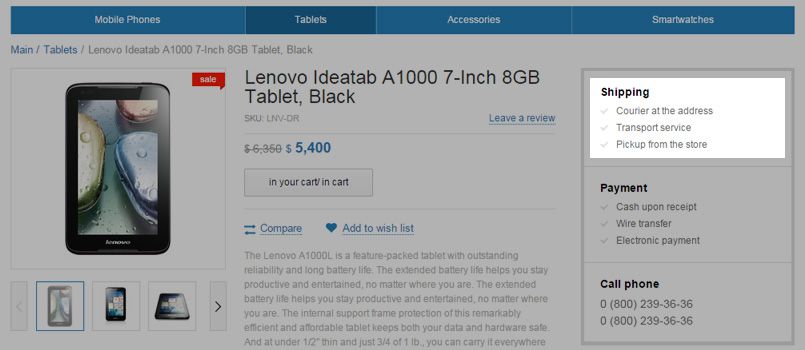 Mobile Phones
Tablets
Accessories
Smartwatches
Main / Tablets / Lenovo Ideatab A1000 7-Inch 8GB Tablet, Black
sale
lenovo
Lenovo Ideatab A1000 7-Inch 8GB
Tablet, Black
SKU: LNV-DR
Leave a review
$ 6,350 $ 5,400
in your cart/ in cart
Compare
Add to wish list
The Lenovo A1000L is a feature-packed tablet with outstanding
reliability and long battery life. The extended battery life helps you stay
productive and entertained, no matter where you are. The extended
battery life helps you stay productive and entertained, no matter where
you are. The internal support frame protection of this remarkably
efficient and affordable tablet keeps both your data and hardware safe.
And at under 1/2" thin and just 3/4 of 1 lb., you can carry it everywhere
Shipping
Courier at the address
Transport service
Pickup from the store
Payment
Cash upon receipt
Wire transfer
Electronic payment
Call phone
0 (800) 239-36-36
0 (800) 239-36-36